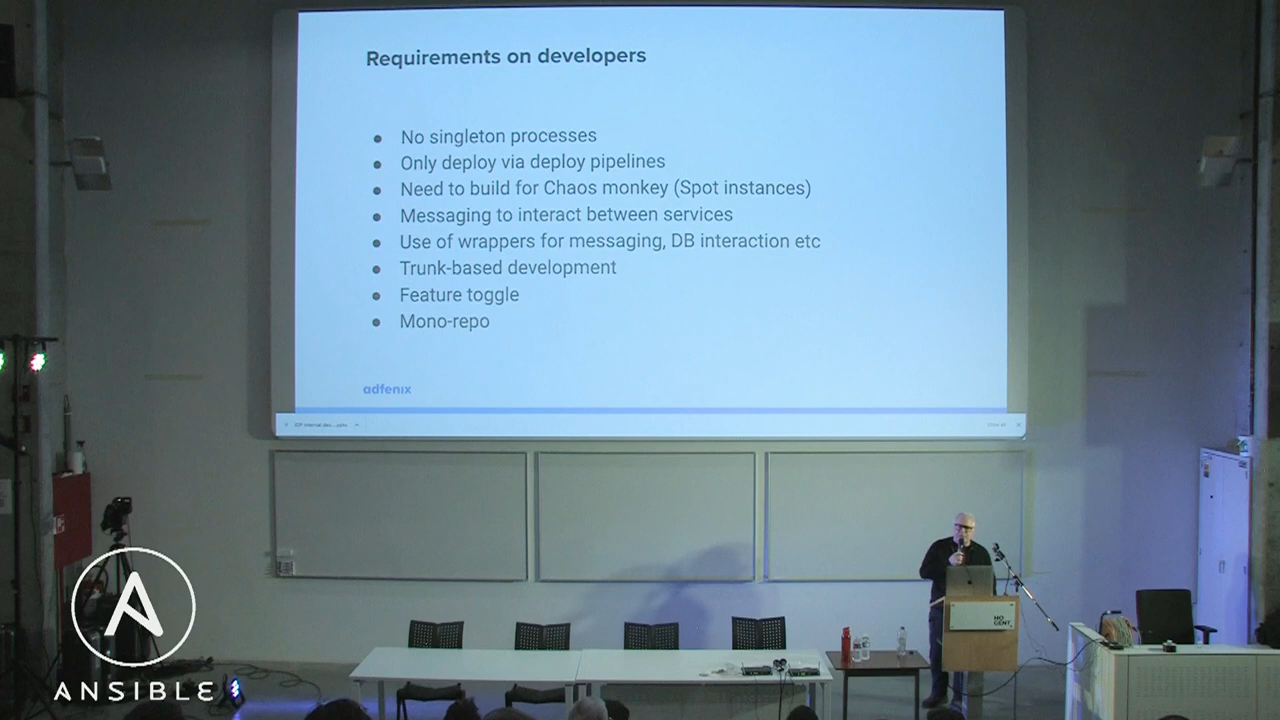 Requirements on developers
No singleton processes
Only deploy via deploy pipelines
Need to build for Chaos monkey (Spot instances)
Messaging to interact between services
Use of wrappers for messaging, DB interaction etc
Trunk-based development
Feature toggle
Mono-repo
adfenix
HO
GENT
A
ANSIBLE